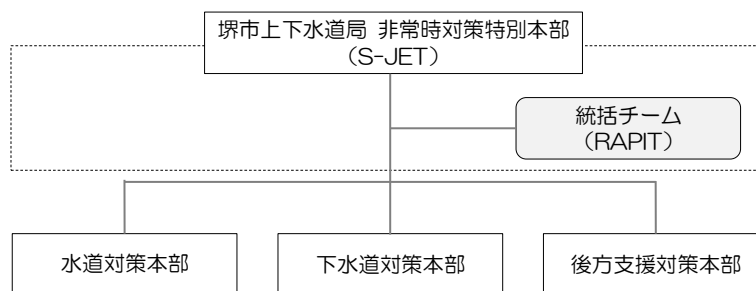 堺市上下水道局 非常時対策特別本部
（S-JET）
統括チーム
（RAPIT）
水道対策本部
下水道対策本部
後方支援対策本部